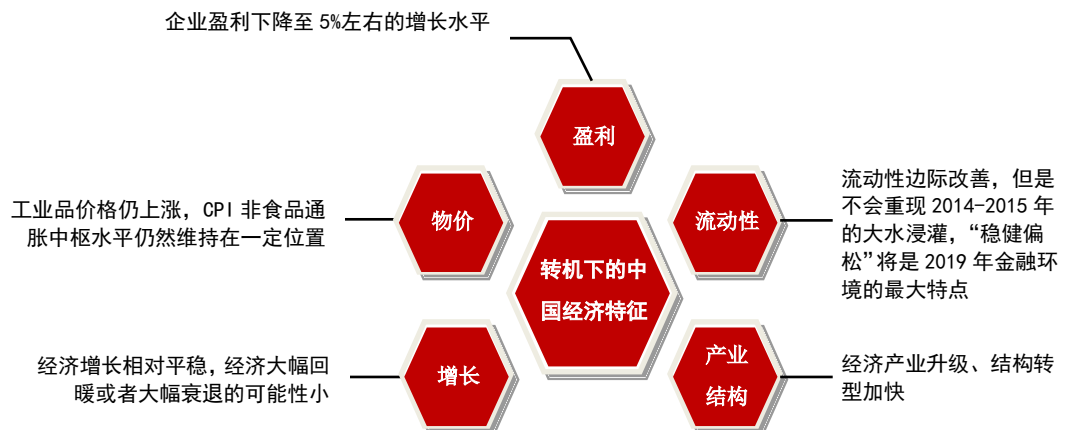 企业盈利下降至 5%左右的增长水平
盈利
工业品价格仍上涨，CPI 非食品通
胀中枢水平仍然维持在一定位置
物价
流动性
流动性边际改善，但是
不会重现 2014-2015 年
的大水浸灌，“稳健偏
松”将是 2019 年金融环
境的最大特点
转机下的中
国经济特征
经济增长相对平稳，经济大幅回
暖或者大幅衰退的可能性小
增长
产业
结构
经济产业升级、结构转
型加快